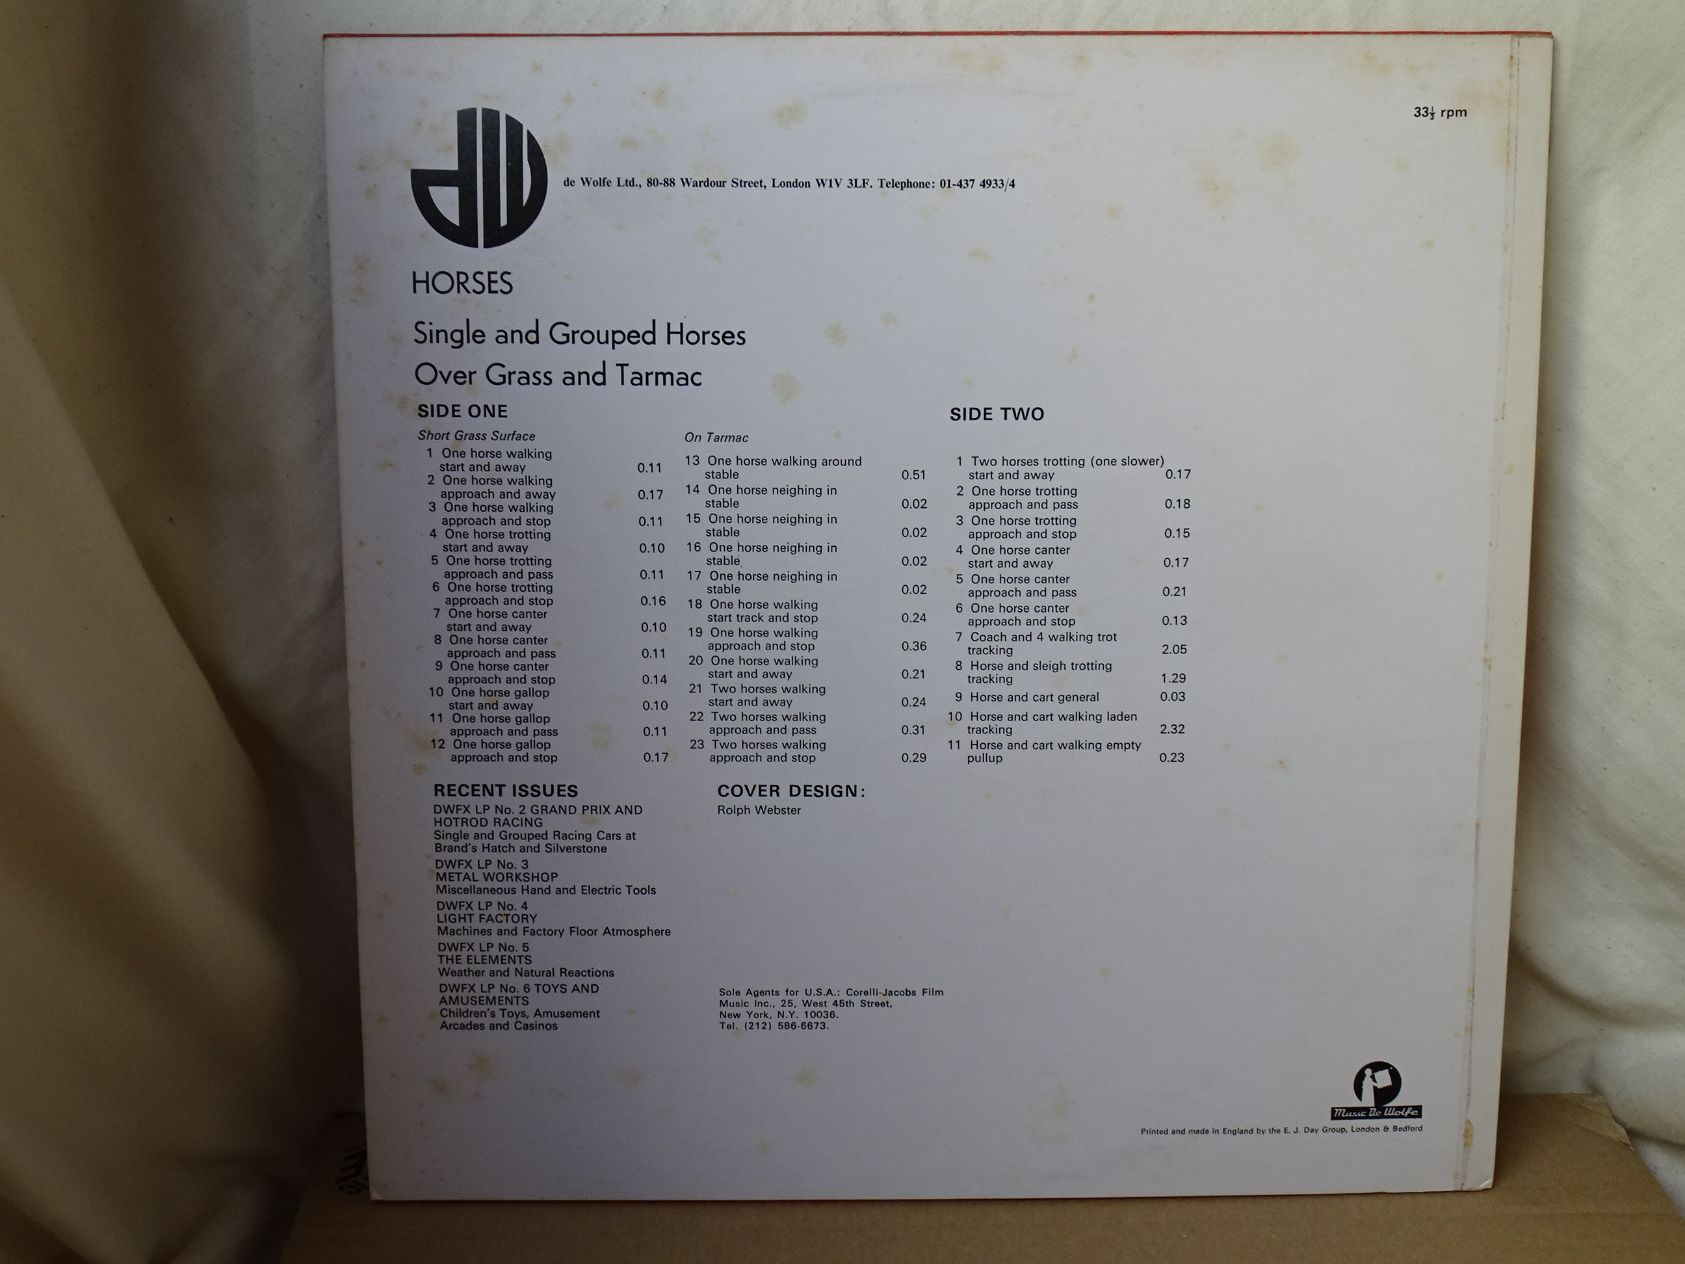 33⅓ rpm
dW
de Wolfe Ltd., 80-88 Wardour Street, London W1V 3LF. Telephone: 01-437 4933/4
HORSES
Single and Grouped Horses
Over Grass and Tarmac
SIDE ONE
Short Grass Surface
1 One horse walking
start and away 0.11
2 One horse walking
approach and away 0.17
3 One horse walking
approach and stop 0.11
4 One horse trotting
start and away 0.10
5 One horse trotting
approach and pass 0.11
6 One horse trotting
approach and stop 0.16
7 One horse canter
start and away 0.10
8 One horse canter
approach and pass 0.11
9 One horse canter
approach and stop 0.14
10 One horse gallop
start and away 0.10
11 One horse gallop
approach and pass 0.11
12 One horse gallop
approach and stop 0.17
On Tarmac
13 One horse walking around
stable 0.51
14 One horse neighing in
stable 0.02
15 One horse neighing in
stable 0.02
16 One horse neighing in
stable 0.02
17 One horse neighing in
stable 0.02
18 One horse walking
start track and stop 0.24
19 One horse walking
approach and stop 0.36
20 One horse walking
start and away 0.21
21 Two horses walking
start and away 0.24
22 Two horses walking
approach and pass 0.31
23 Two horses walking
approach and stop 0.29
SIDE TWO
1 Two horses trotting (one slower)
start and away 0.17
2 One horse trotting
approach and pass 0.18
3 One horse trotting
approach and stop 0.15
4 One horse canter
start and away 0.17
5 One horse canter
approach and pass 0.21
6 One horse canter
approach and stop 0.13
7 Coach and 4 walking trot
tracking 2.05
8 Horse and sleigh trotting
tracking 1.29
9 Horse and cart general 0.03
10 Horse and cart walking laden
tracking 2.32
11 Horse and cart walking empty
pullup 0.23
RECENT ISSUES
DWFX LP No. 2 GRAND PRIX AND
HOTROD RACING
Single and Grouped Racing Cars at
Brand's Hatch and Silverstone
DWFX LP No. 3
METAL WORKSHOP
Miscellaneous Hand and Electric Tools
DWFX LP No. 4
LIGHT FACTORY
Machines and Factory Floor Atmosphere
DWFX LP No. 5
THE ELEMENTS
Weather and Natural Reactions
DWFX LP No. 6 TOYS AND
AMUSEMENTS
Children's Toys, Amusement
Arcades and Casinos
COVER DESIGN:
Rolph Webster
Sole Agents for U.S.A.: Corelli-Jacobs Film
Music Inc., 25, West 45th Street,
New York, N.Y. 10036.
Tel. (212) 586-6673.
Music De Wolfe
Printed and made in England by the E. J. Day Group, London & Bedford